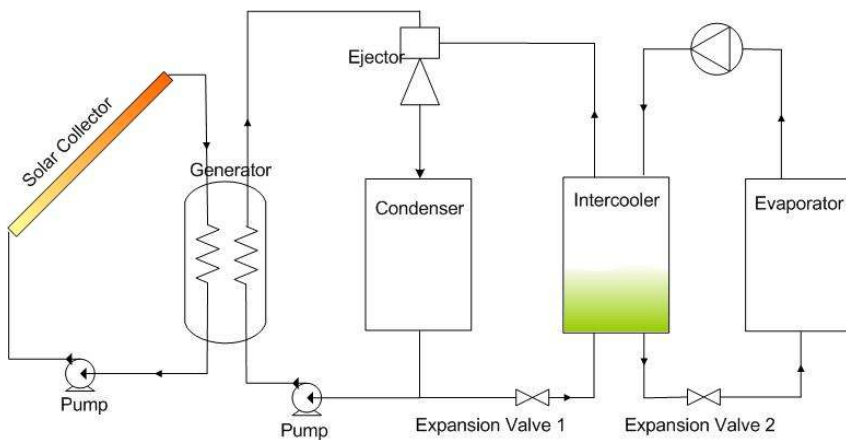 Ejector
Solar Collector
Generator
Condenser
Intercooler
Evaporator
Pump
Pump
Expansion Valve 1
Expansion Valve 2